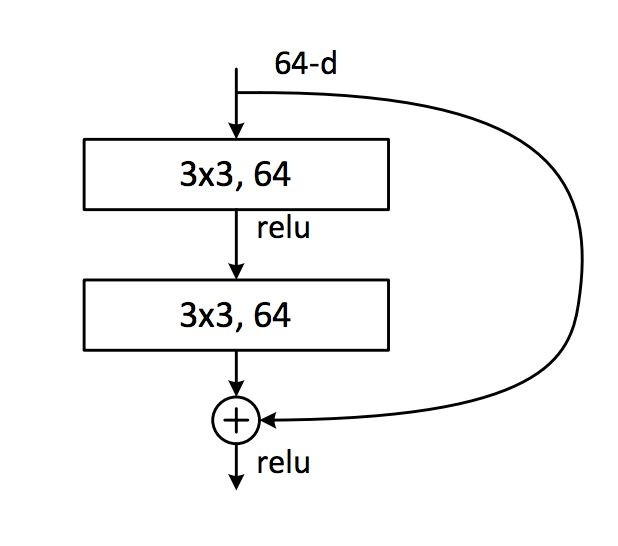 64-d
3x3, 64
relu
3x3, 64
+
relu